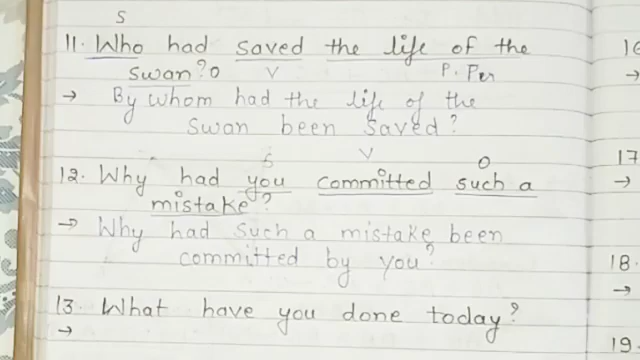 S
11. Who had saved the life of the
swan? O V P. Per
→ By whom had the life of the
swan been saved?
S V O
12. Why had you committed such a
mistake?
→ Why had such a mistake been
committed by you?
13. What have you done today?
→
16
→
17
→
18.
→
19.